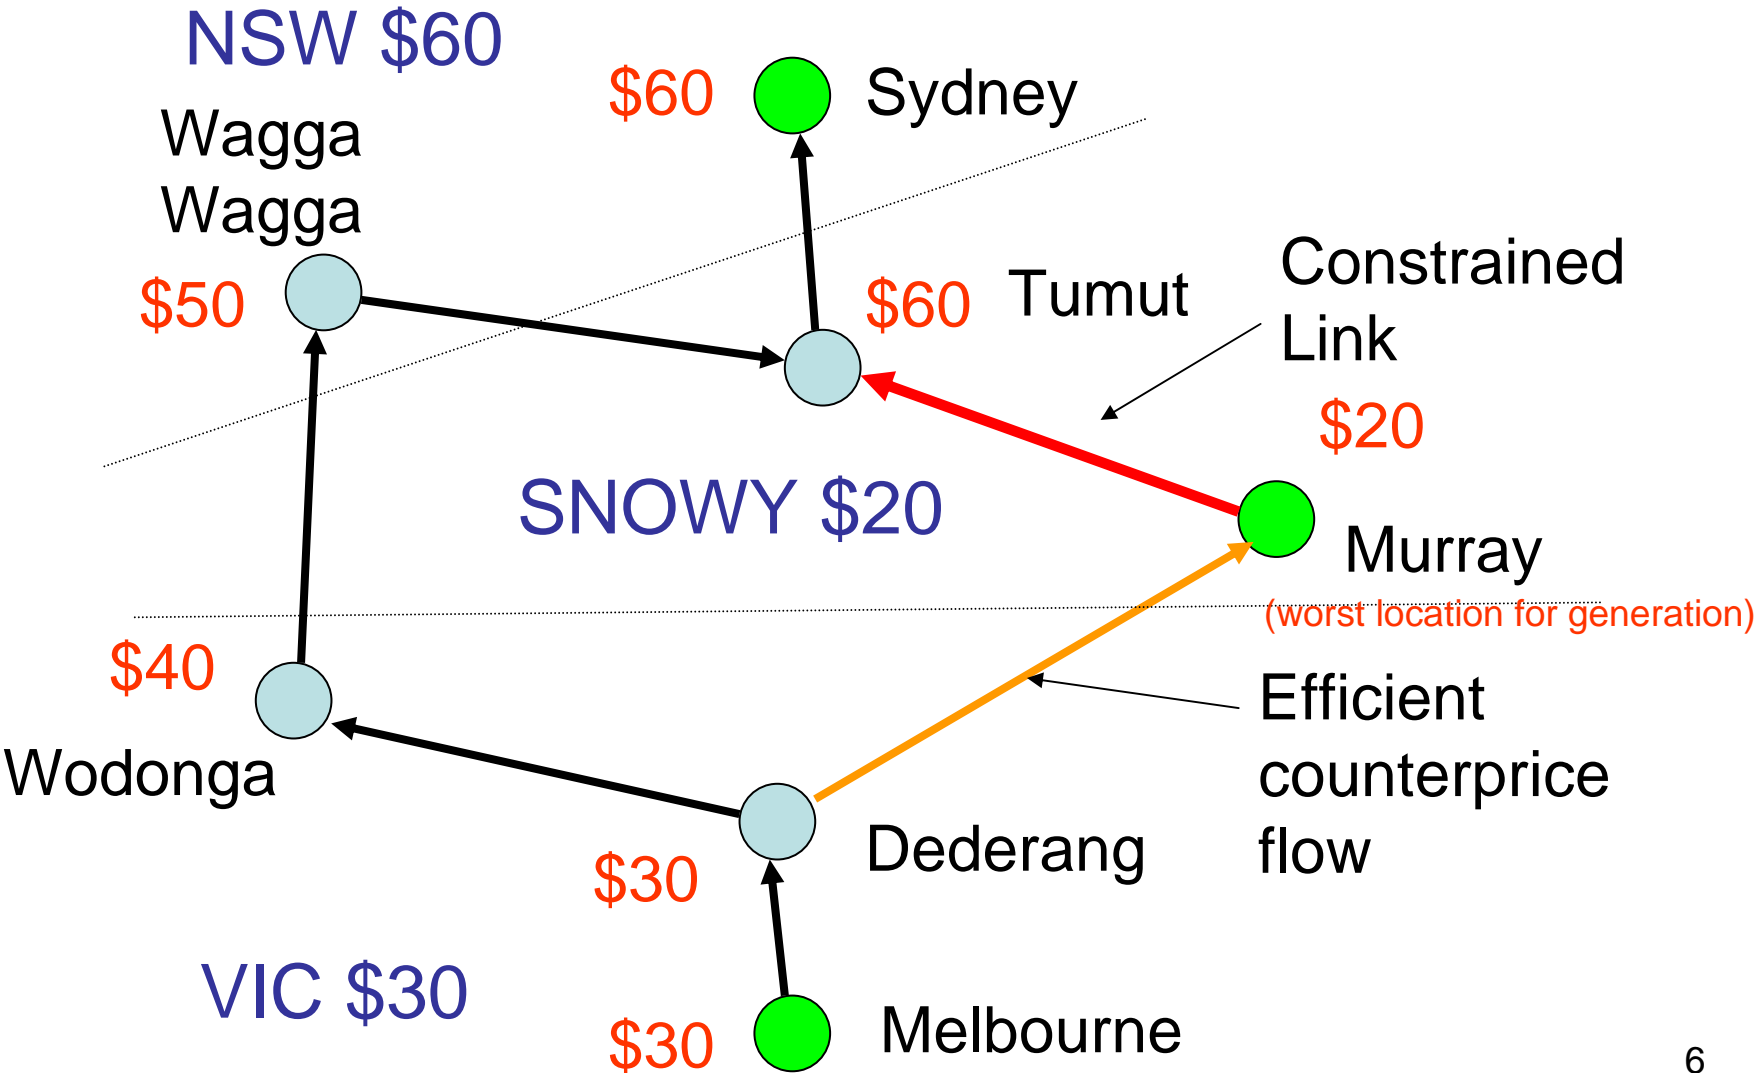 NSW $60
$60
Sydney
Wagga
Wagga
$50
$60
Tumut
Constrained
Link
$20
SNOWY $20
Murray
(worst location for generation)
$40
Wodonga
Efficient
counterprice
flow
Dederang
$30
VIC $30
$30
Melbourne
6